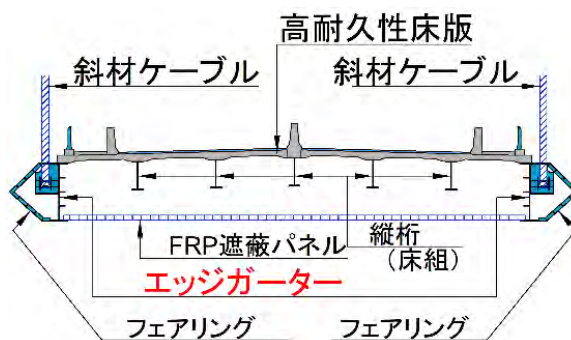 高耐久性床版
斜材ケーブル
斜材ケーブル
FRP遮蔽パネル
縦桁
（床組）
エッジガーター
フェアリング
フェアリング